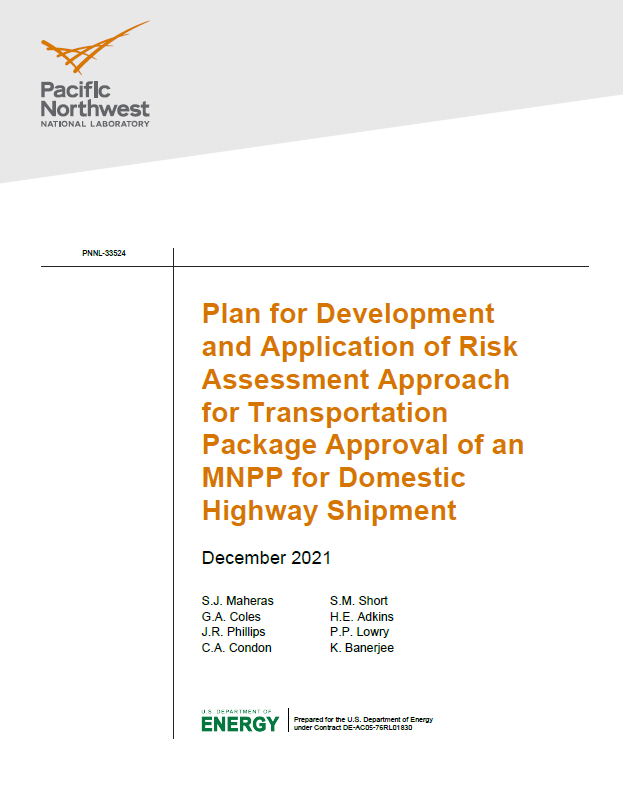 Pacific
Northwest
NATIONAL LABORATORY
PNNL-33524
Plan for Development
and Application of Risk
Assessment Approach
for Transportation
Package Approval of an
MNPP for Domestic
Highway Shipment
December 2021
S.J. Maheras
G.A. Coles
J.R. Phillips
C.A. Condon
S.M. Short
H.E. Adkins
P.P. Lowry
K. Banerjee
U.S. DEPARTMENT OF
ENERGY
Prepared for the U.S. Department of Energy
under Contract DE-AC05-76RL01830